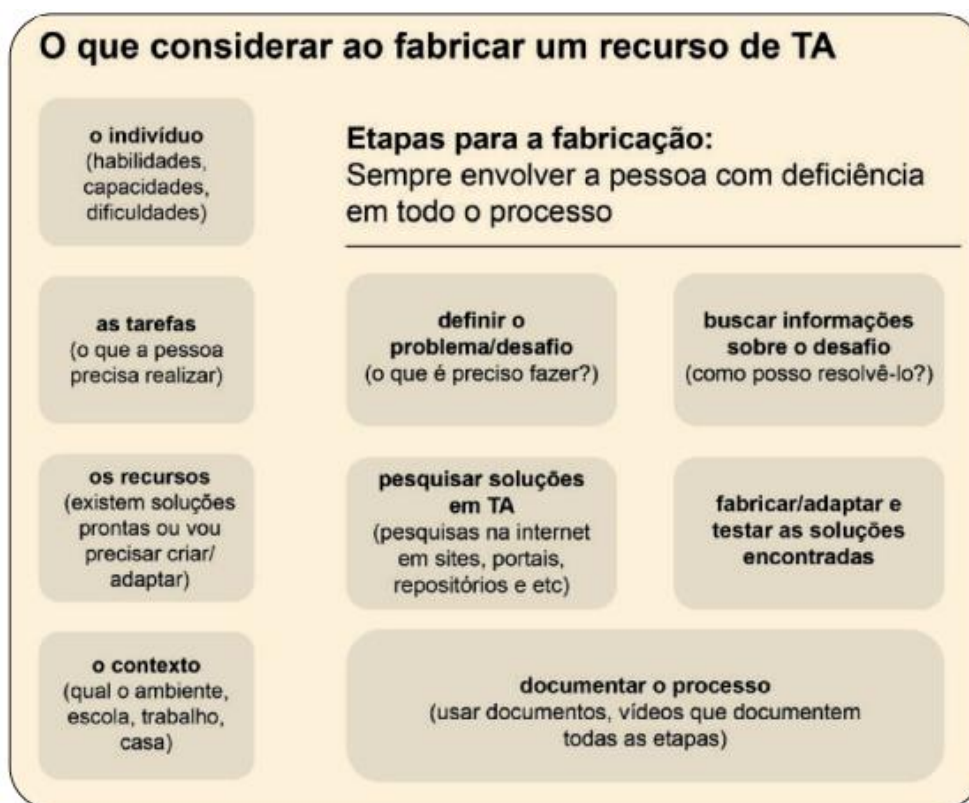 O que considerar ao fabricar um recurso de TA
o indivíduo
(habilidades,
capacidades,
dificuldades)
as tarefas
(o que a pessoa
precisa realizar)
os recursos
(existem soluções
prontas ou vou
precisar criar/
adaptar)
o contexto
(qual o ambiente,
escola, trabalho,
casa)
Etapas para a fabricação:
Sempre envolver a pessoa com deficiência
em todo o processo
definir o
problema/desafio
(o que é preciso fazer?)
buscar informações
sobre o desafio
(como posso resolvê-lo?)
pesquisar soluções
em TA
(pesquisas na internet
em sites, portais,
repositórios e etc)
fabricar/adaptar e
testar as soluções
encontradas
documentar o processo
(usar documentos, vídeos que documentem
todas as etapas)